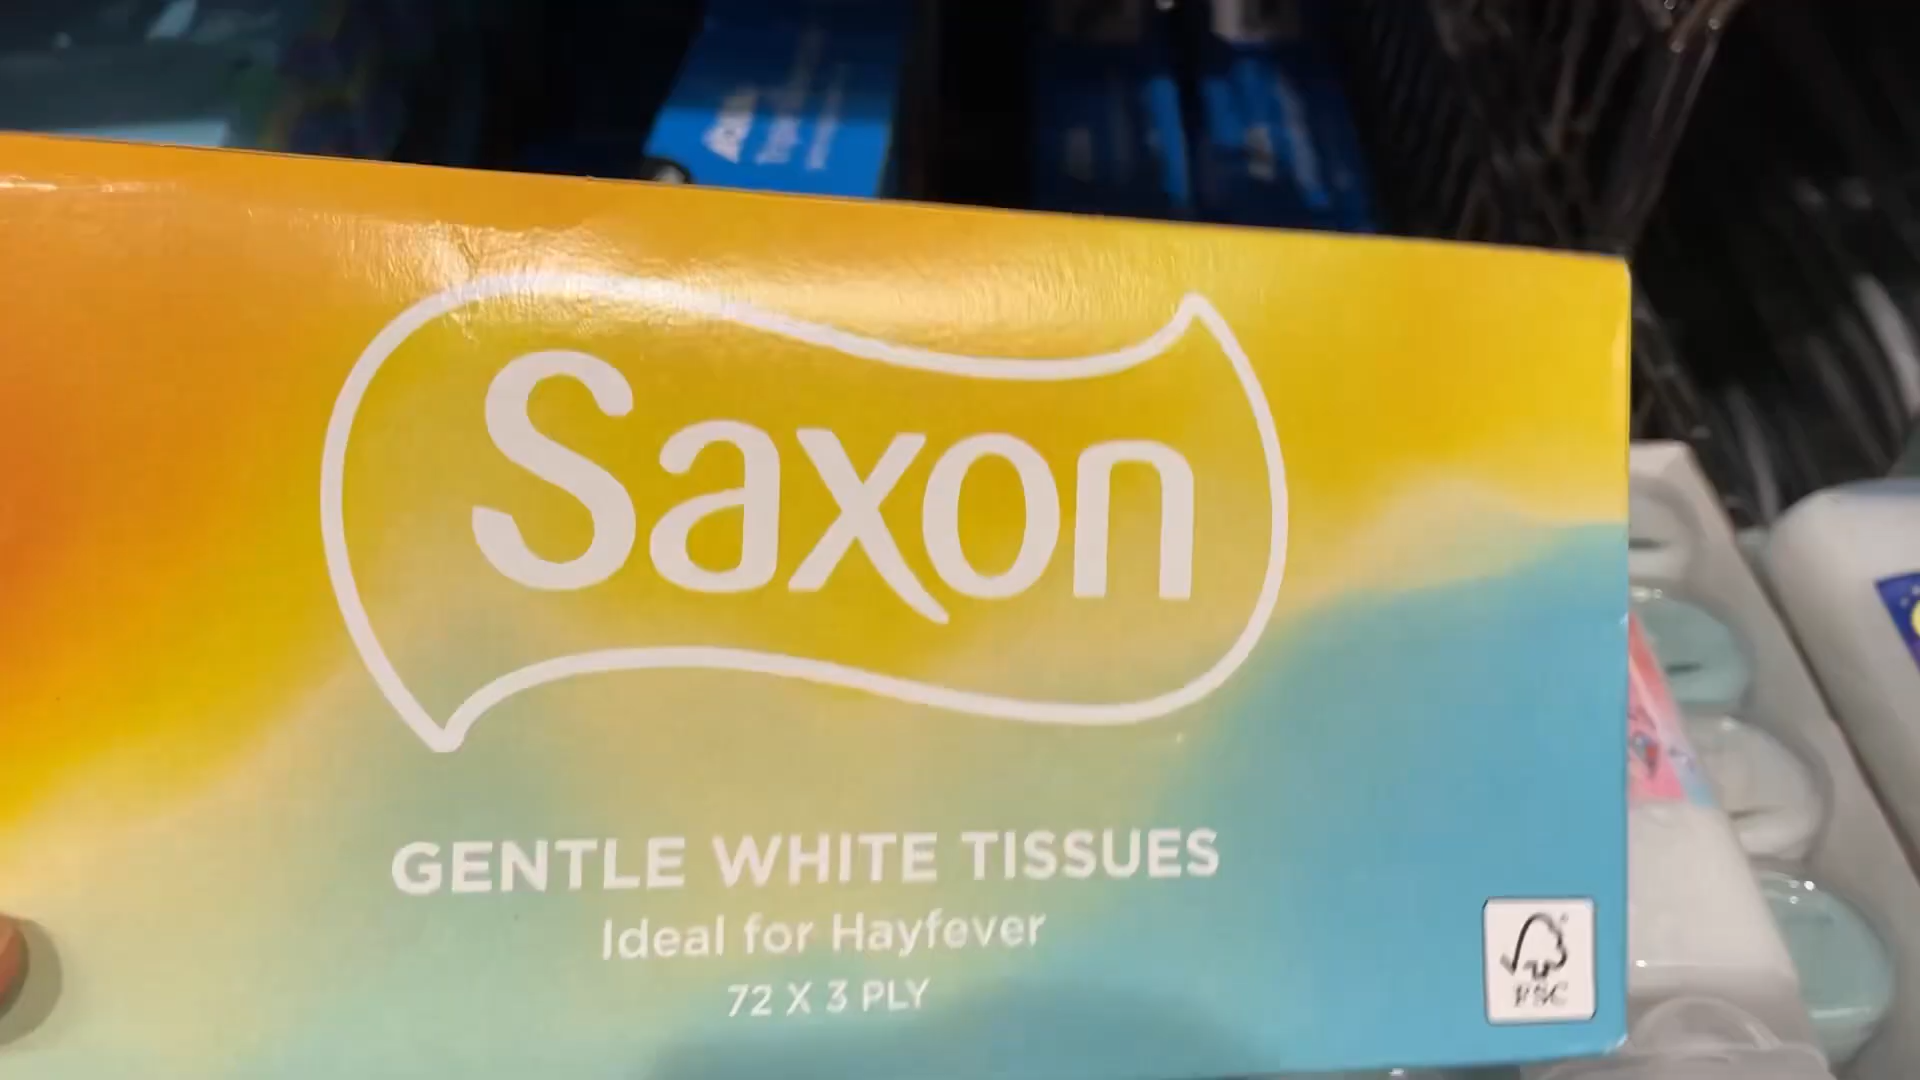 Saxon
GENTLE WHITE TISSUES
Ideal for Hayfever
72 X 3 PLY
FSC